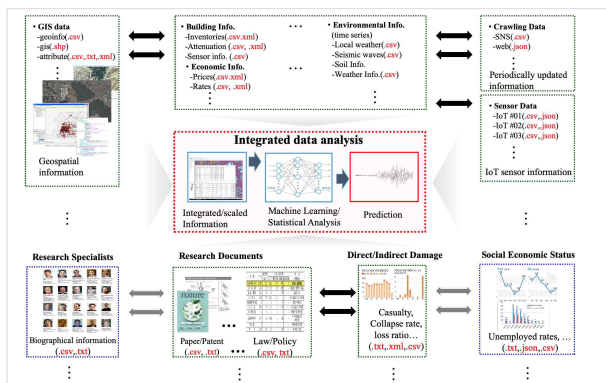 • GIS data
-geoinfo(.csv)
-gis(.shp)
-attribute(.csv,.txt,.xml)
Geospatial
information
• Building Info.
-Inventories(.csv.xml)
-Attenuation (.csv, .xml)
-Sensor info. (.csv)
• Economic Info.
-Prices(.csv.xml)
-Rates (.csv, .xml)
• Environmental Info.
(time series)
-Local weather(.csv)
-Seismic waves(.csv)
-Soil Info.
-Weather Info.(.csv)
• Crawling Data
-SNS(.csv)
-web(.json)
Periodically updated
information
• Sensor Data
-IoT #01(.csv,.json)
-IoT #02(.csv,.json)
-IoT #03(.csv,.json)
IoT sensor information
Integrated data analysis
Integrated/scaled
Information
Machine Learning/
Statistical Analysis
Prediction
Research Specialists
Biographical information
(.csv,.txt)
Research Documents
nature
Paper/Patent
(.csv, .txt)
Law/Policy
(.csv, txt)
Direct/Indirect Damage
Casualty,
Collapse rate,
loss ratio…
(.txt,.xml,.csv)
Social Economic Status
Unemployed rates, …
(.txt,.json,.csv)